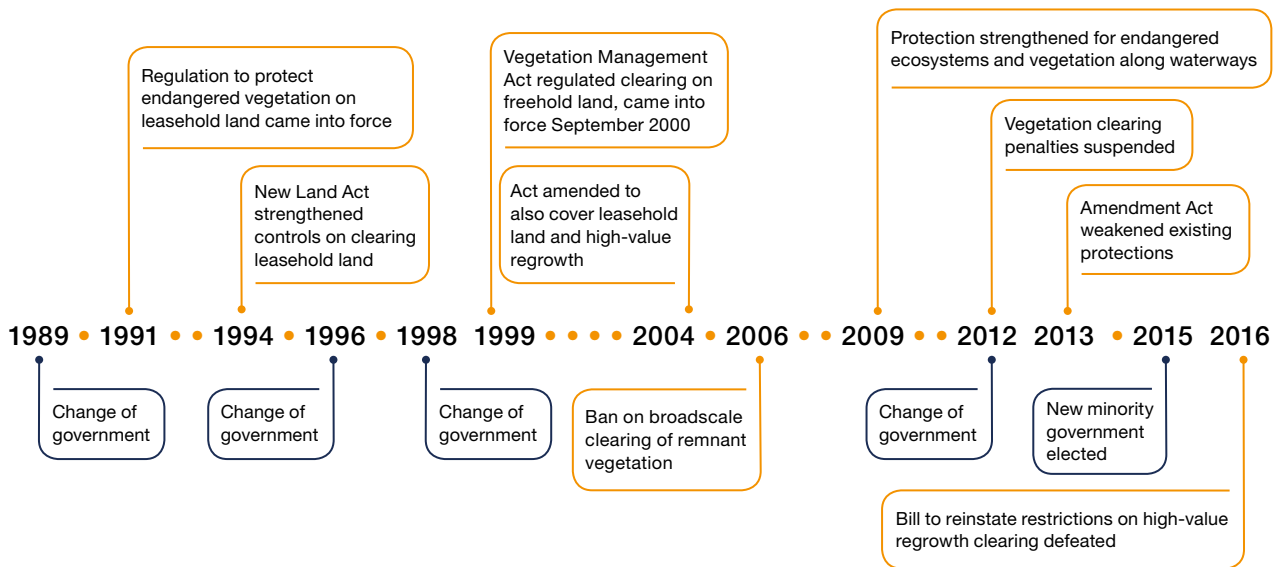 Regulation to protect
endangered vegetation on
leasehold land came into force
New Land Act
strengthened
controls on clearing
leasehold land
Vegetation Management
Act regulated clearing on
freehold land, came into
force September 2000
Act amended to
also cover leasehold
land and high-value
regrowth
Protection strengthened for endangered
ecosystems and vegetation along waterways
Vegetation clearing
penalties suspended
Amendment Act
weakened existing
protections
1989 1991 1994 1996 1998 1999 2004 2006 2009 2012 2013 2015 2016
Change of
government
Change of
government
Change of
government
Ban on broadscale
clearing of remnant
vegetation
Change of
government
New minority
government
elected
Bill to reinstate restrictions on high-value
regrowth clearing defeated